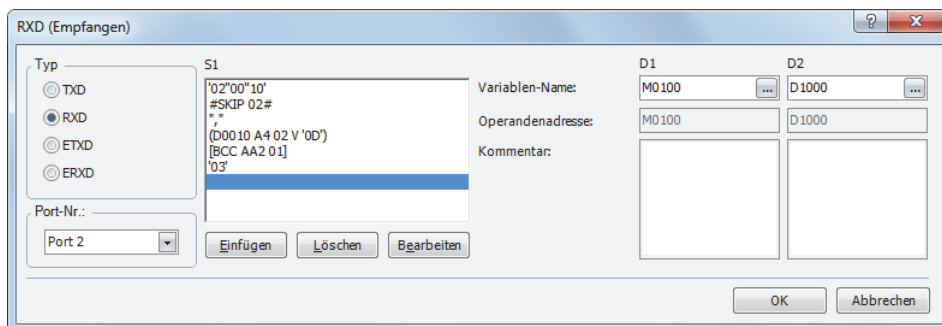 RXD (Empfangen)
Typ
TXD
RXD
ETXD
ERXD
Port-Nr.:
Port 2
S1
'02"00"10'
#SKIP 02#
","
(D0010 A4 02 V '0D')
[BCC AA2 01]
'03'
Einfügen
Löschen
Bearbeiten
D1
D2
Variablen-Name:
M0100
...
D1000
...
Operandenadresse:
M0100
D1000
Kommentar:
OK
Abbrechen